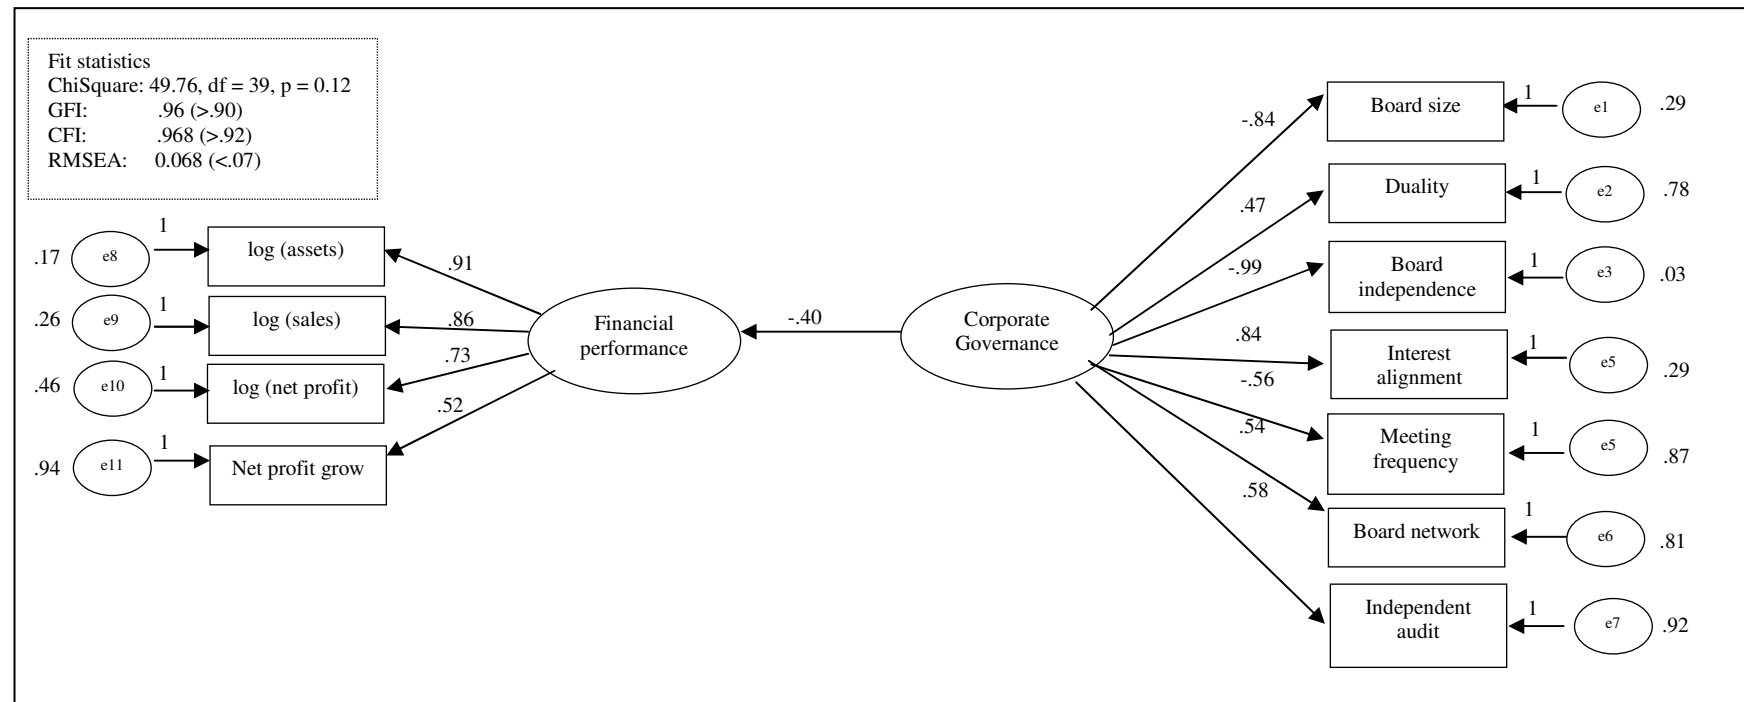 Fit statistics
ChiSquare: 49.76, df = 39, p = 0.12
GFI: .96 (>.90)
CFI: .968 (>.92)
RMSEA: 0.068 (<.07)
.17
e8
1
log (assets)
.91
.26
e9
1
log (sales)
.86
.46
e10
1
log (net profit)
.73
.94
e11
1
Net profit grow
.52
Financial
performance
-.40
Corporate
Governance
-.84
Board size
1
e1
.29
.47
Duality
1
e2
.78
-.99
Board
independence
1
e3
.03
.84
Interest
alignment
1
e5
.29
-.56
Meeting
frequency
1
e5
.87
.54
Board network
1
e6
.81
.58
Independent
audit
1
e7
.92